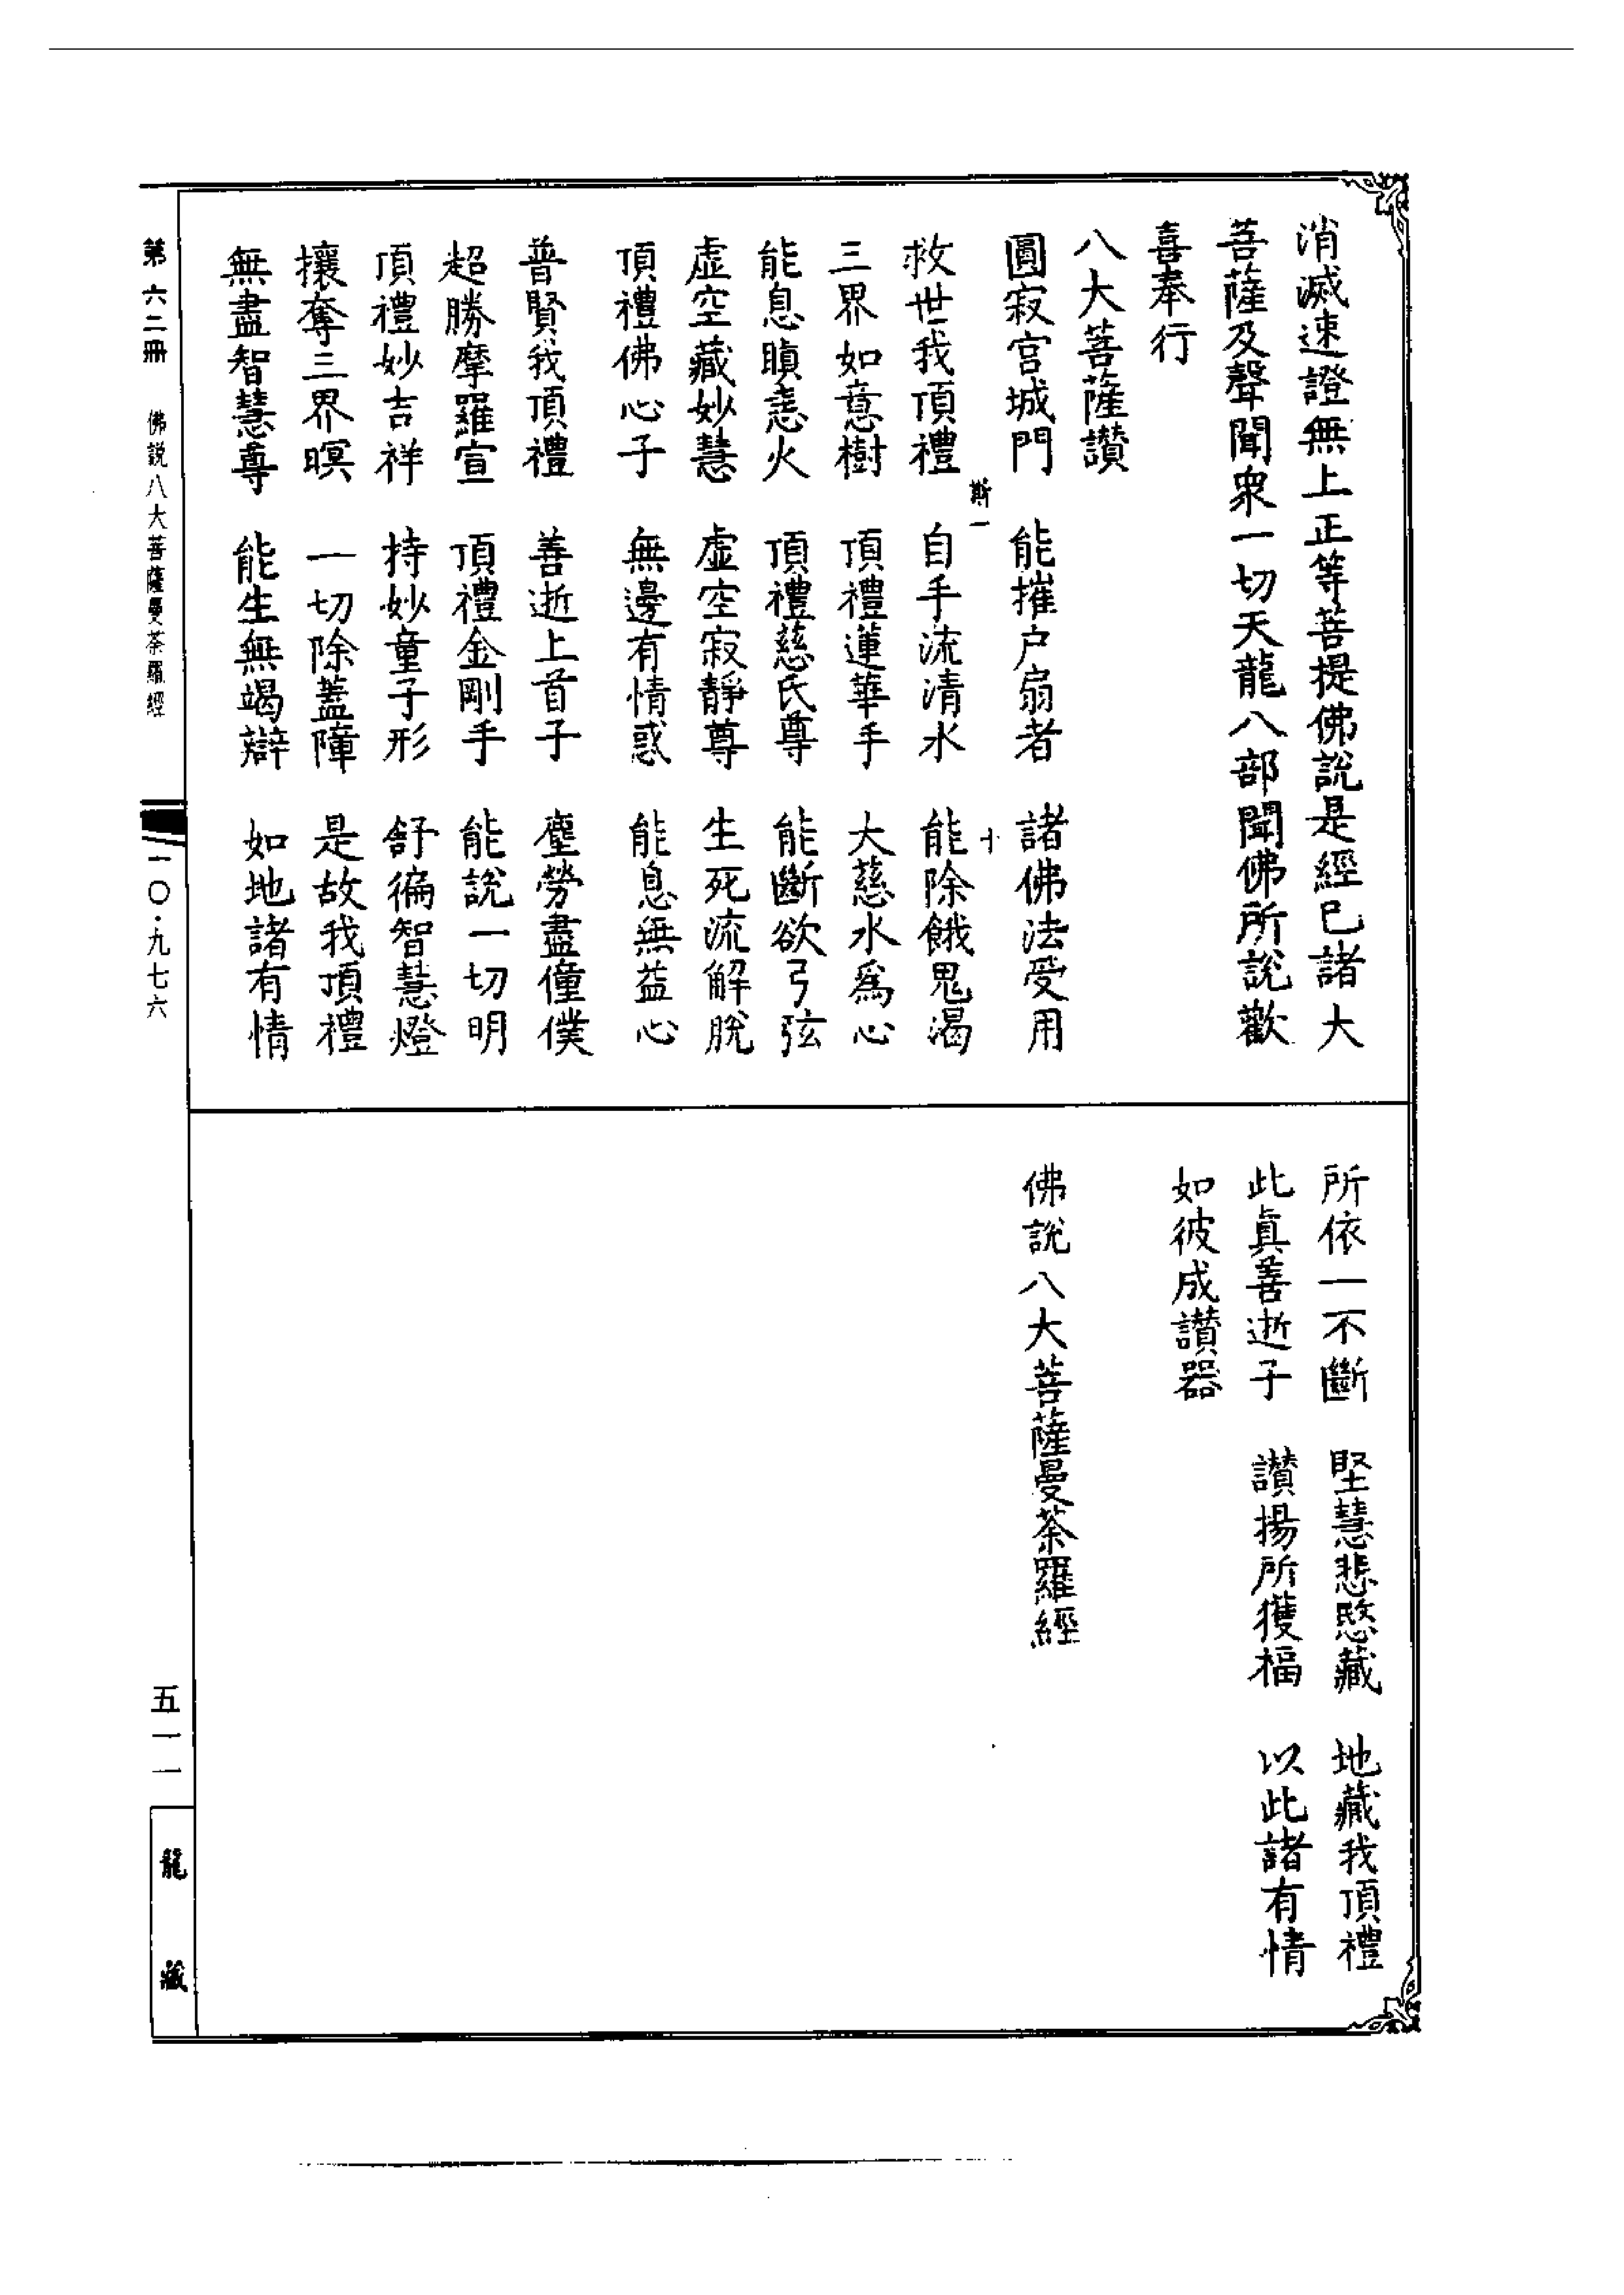 消滅速證無上正等菩提佛說是經已諸大
菩薩及聲聞衆一切天龍八部聞佛所說歡
喜奉行
八大菩薩讃
圓寂宮城門　能摧户扇者　諸佛法受用
斯一　十
救世我頂禮　自手流清水　能除餓鬼渴
三界如意樹　頂禮蓮華手　大慈水爲心
能息瞋恚火　頂禮慈氏尊　能斷欲弓弦
虛空藏妙慧　虛空寂靜尊　生死流解脫
頂禮佛心子　無邊有情惑　能息無益心
普賢我頂禮　善逝上首子　塵勞盡僮僕
超勝摩羅宣　頂禮金剛手　能說一切明
頂禮妙吉祥　持妙童子形　舒徧智慧燈
攘奪三界暝　一切除蓋障　是故我頂禮
無盡智慧尊　能生無竭辯　如地諸有情
所依一不斷　堅慧悲愍藏　地藏我頂禮
此眞善逝子　讃揚所獲福　以此諸有情
如彼成讃器
佛說八大菩薩曼荼羅經
第六二冊　佛說八大菩薩曼荼羅經　一〇·九七六　五一一　龍藏